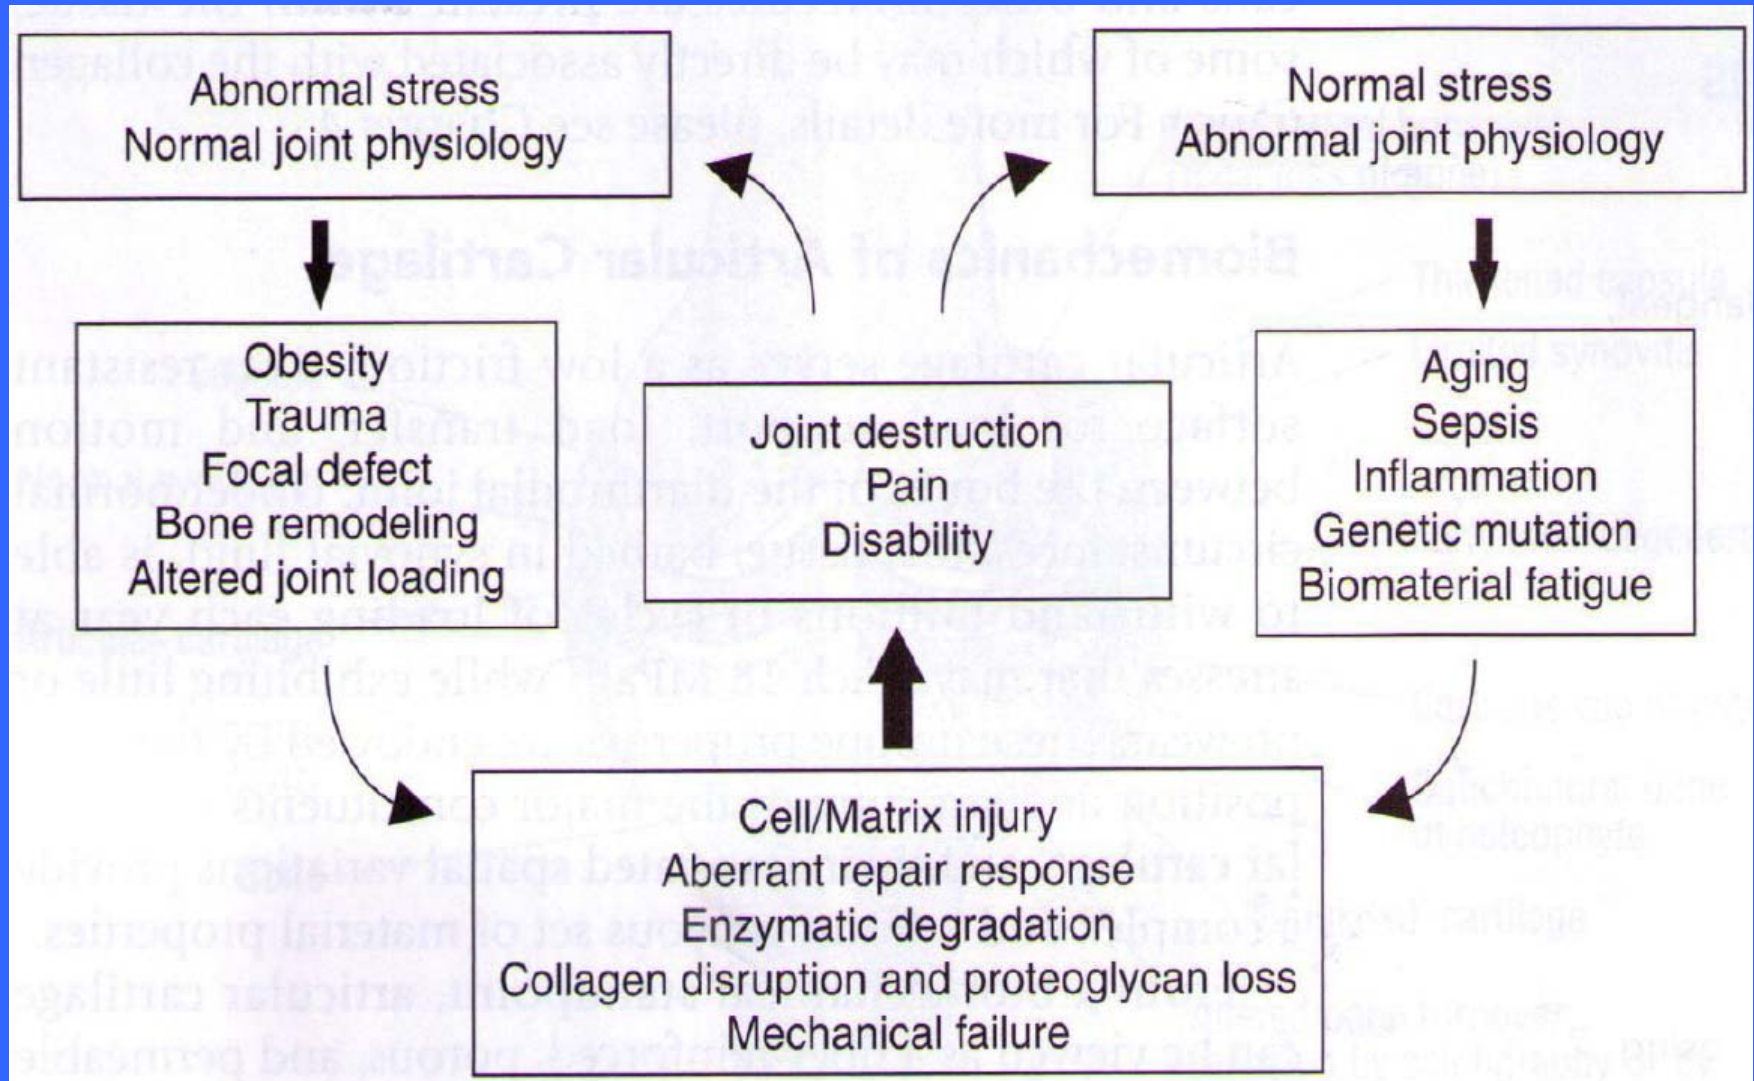 Abnormal stress
Normal joint physiology
Normal stress
Abnormal joint physiology
Obesity
Trauma
Focal defect
Bone remodeling
Altered joint loading
Joint destruction
Pain
Disability
Aging
Sepsis
Inflammation
Genetic mutation
Biomaterial fatigue
Cell/Matrix injury
Aberrant repair response
Enzymatic degradation
Collagen disruption and proteoglycan loss
Mechanical failure